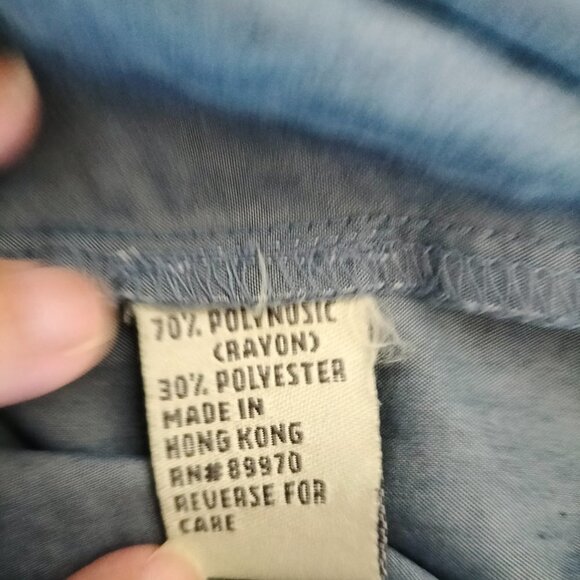 70% POLYNOSIC
(RAYON)
30% POLYESTER
MADE IN
HONG KONG
RN# 89970
REVERSE FOR
CARE